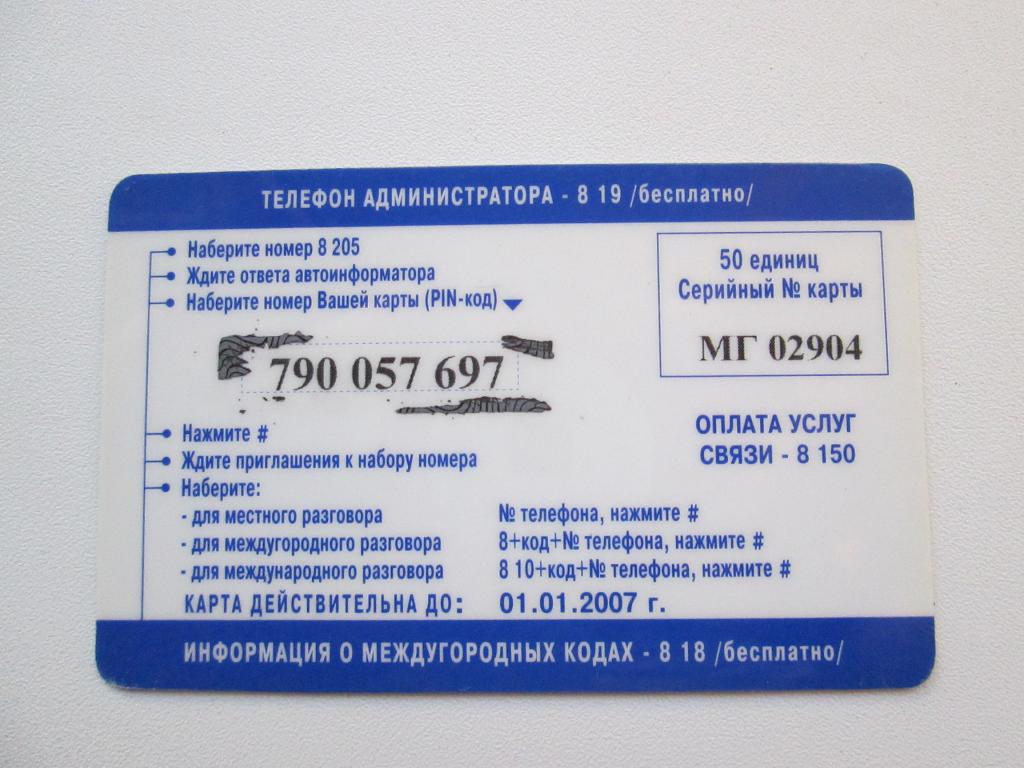 ТЕЛЕФОН АДМИНИСТРАТОРА - 8 19 /бесплатно/
Наберите номер 8 205
Ждите ответа автоинформатора
Наберите номер Вашей карты (PIN-код)
790 057 697
50 единиц
Серийный № карты
МГ 02904
ОПЛАТА УСЛУГ
СВЯЗИ - 8 150
Нажмите #
Ждите приглашения к набору номера
Наберите:
- для местного разговора № телефона, нажмите #
- для междугородного разговора 8+код+№ телефона, нажмите #
- для международного разговора 8 10+код+№ телефона, нажмите #
КАРТА ДЕЙСТВИТЕЛЬНА ДО: 01.01.2007 г.
ИНФОРМАЦИЯ О МЕЖДУГОРОДНЫХ КОДАХ - 8 18 /бесплатно/